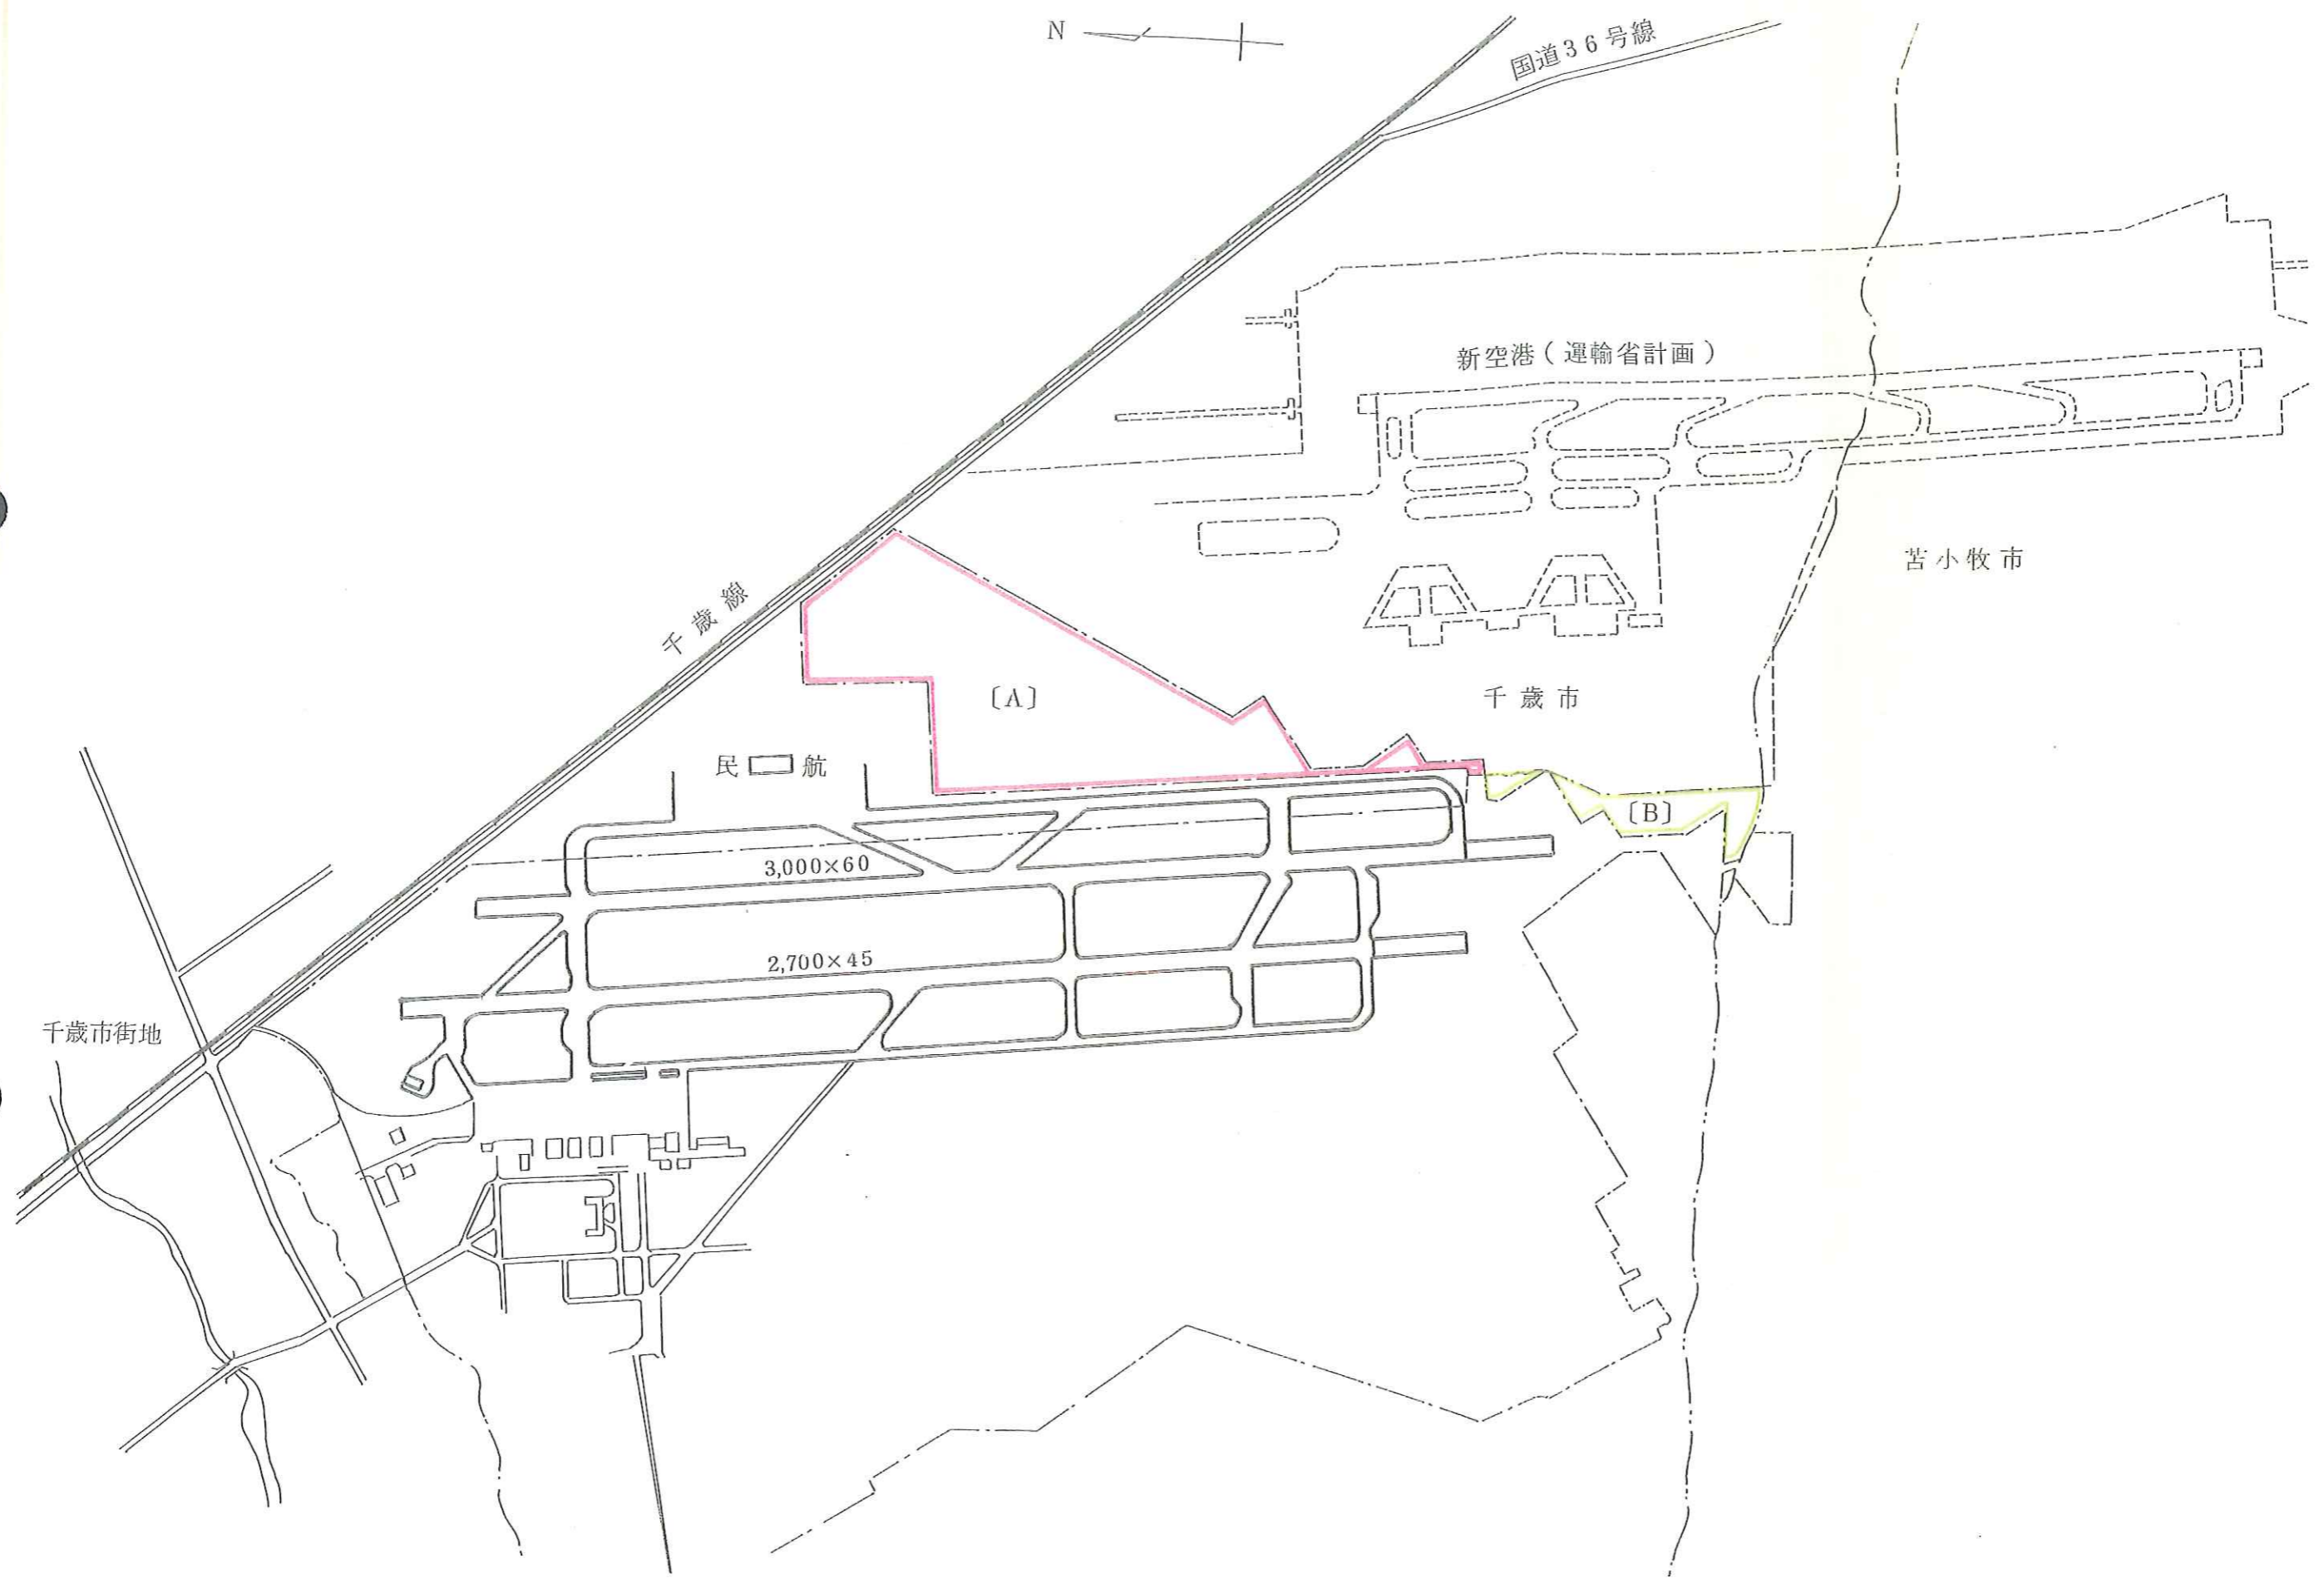 N
国道36号線
新空港（運輸省計画）
苫小牧市
千歳線
〔A〕
千歳市
民 航
〔B〕
3,000×60
2,700×45
千歳市街地